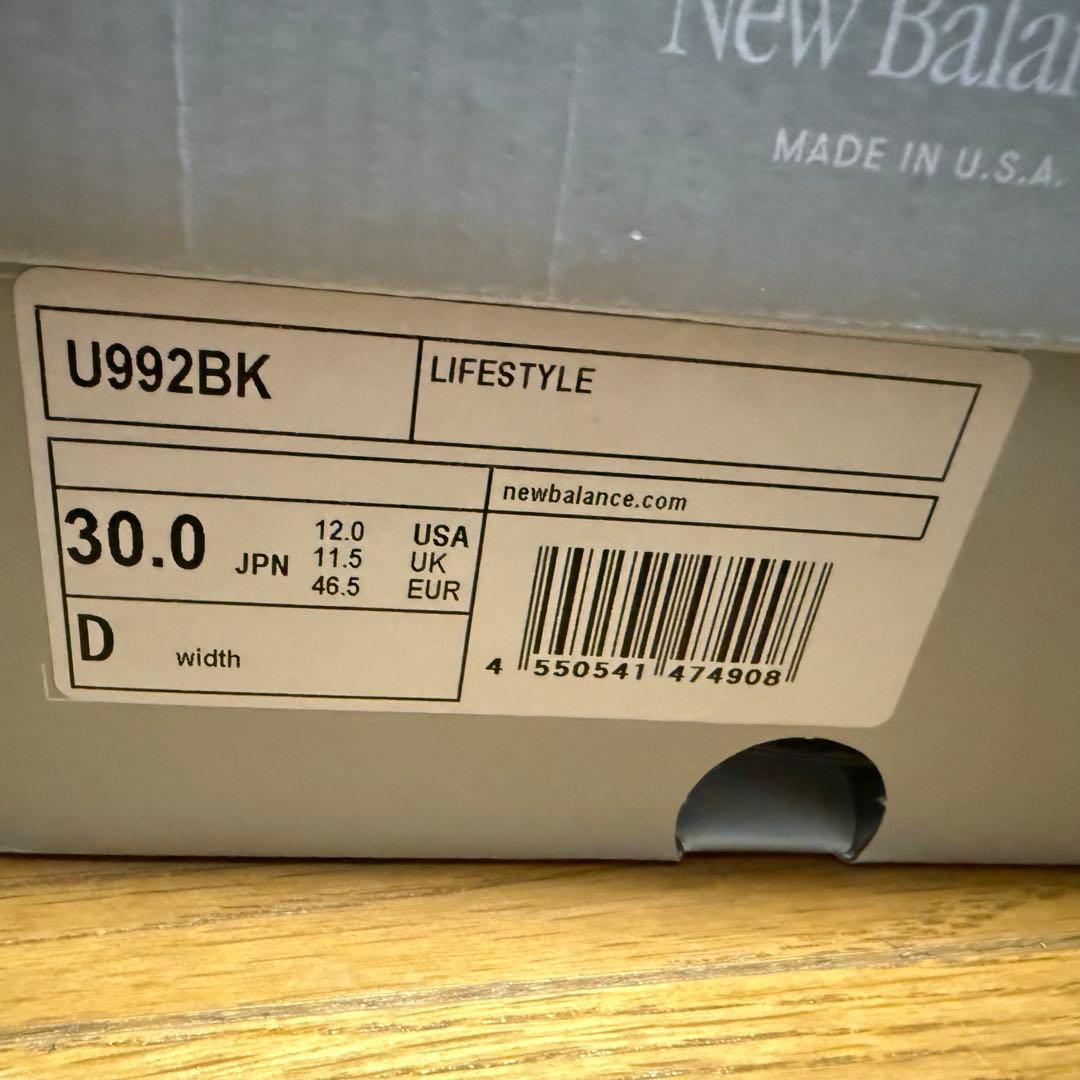 New Balan
MADE IN U.S.A.
U992BK
LIFESTYLE
newbalance.com
30.0 JPN
12.0 USA
11.5 UK
46.5 EUR
D width
4 550541 474908